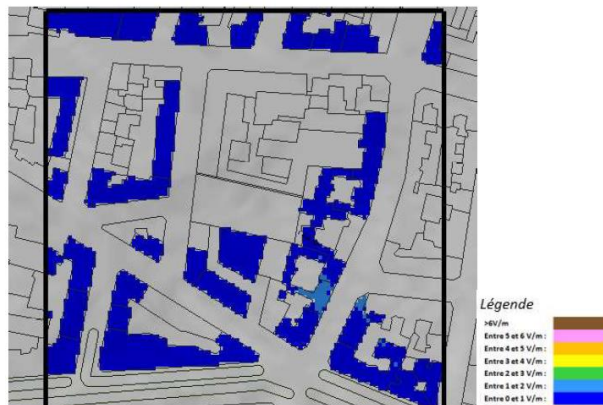 Légende
>6V/m
Entre 5 et 6 V/m :
Entre 4 et 5 V/m :
Entre 3 et 4 V/m :
Entre 2 et 3 V/m :
Entre 1 et 2 V/m :
Entre 0 et 1 V/m :